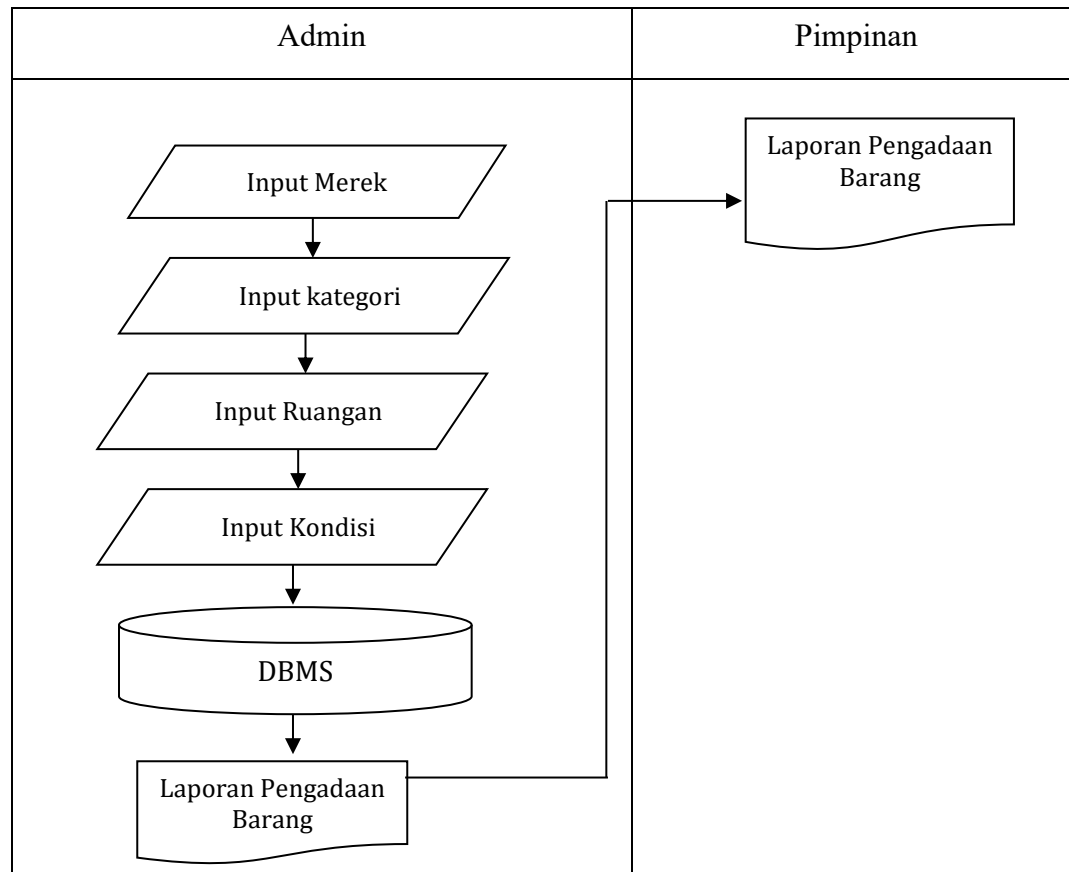 Admin
Pimpinan
Input Merek
Input kategori
Input Ruangan
Input Kondisi
DBMS
Laporan Pengadaan
Barang
Laporan Pengadaan
Barang